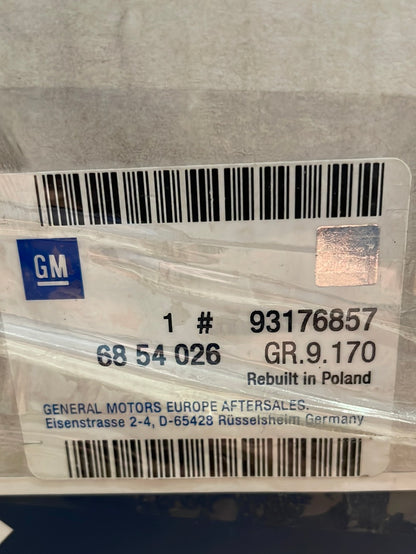 GM
1 # 93176857
68 54 026 GR.9.170
Rebuilt in Poland
GENERAL MOTORS EUROPE AFTERSALES.
Eisenstrasse 2-4, D-65428 Rüsselsheim Germany